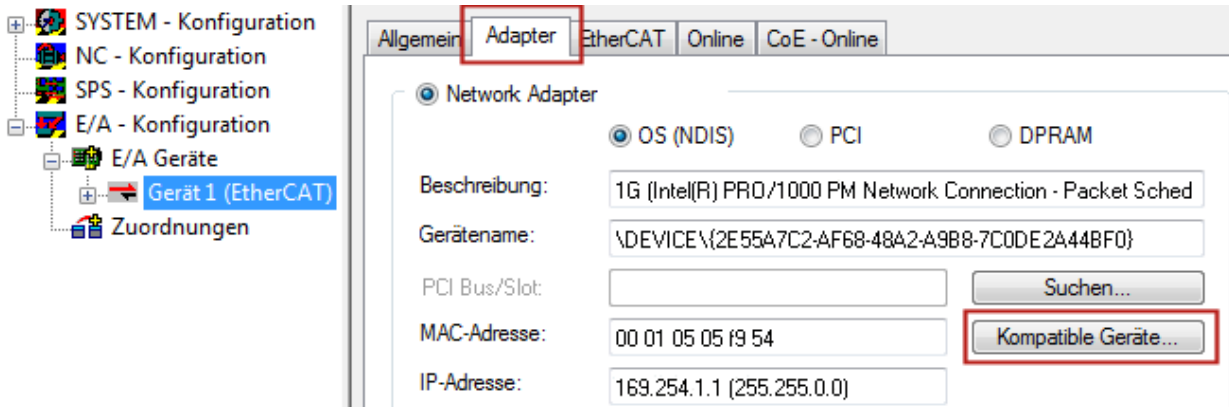 SYSTEM - Konfiguration
NC - Konfiguration
SPS - Konfiguration
E/A - Konfiguration
E/A Geräte
Gerät 1 (EtherCAT)
Zuordnungen
Allgemein Adapter EtherCAT Online CoE - Online
Network Adapter
OS (NDIS) PCI DPRAM
Beschreibung: 1G (Intel(R) PRO/1000 PM Network Connection - Packet Sched
Gerätename: \DEVICE\{2E55A7C2-AF68-48A2-A9B8-7C0DE2A44BF0}
PCI Bus/Slot: Suchen...
MAC-Adresse: 00 01 05 05 f9 54 Kompatible Geräte...
IP-Adresse: 169.254.1.1 (255.255.0.0)